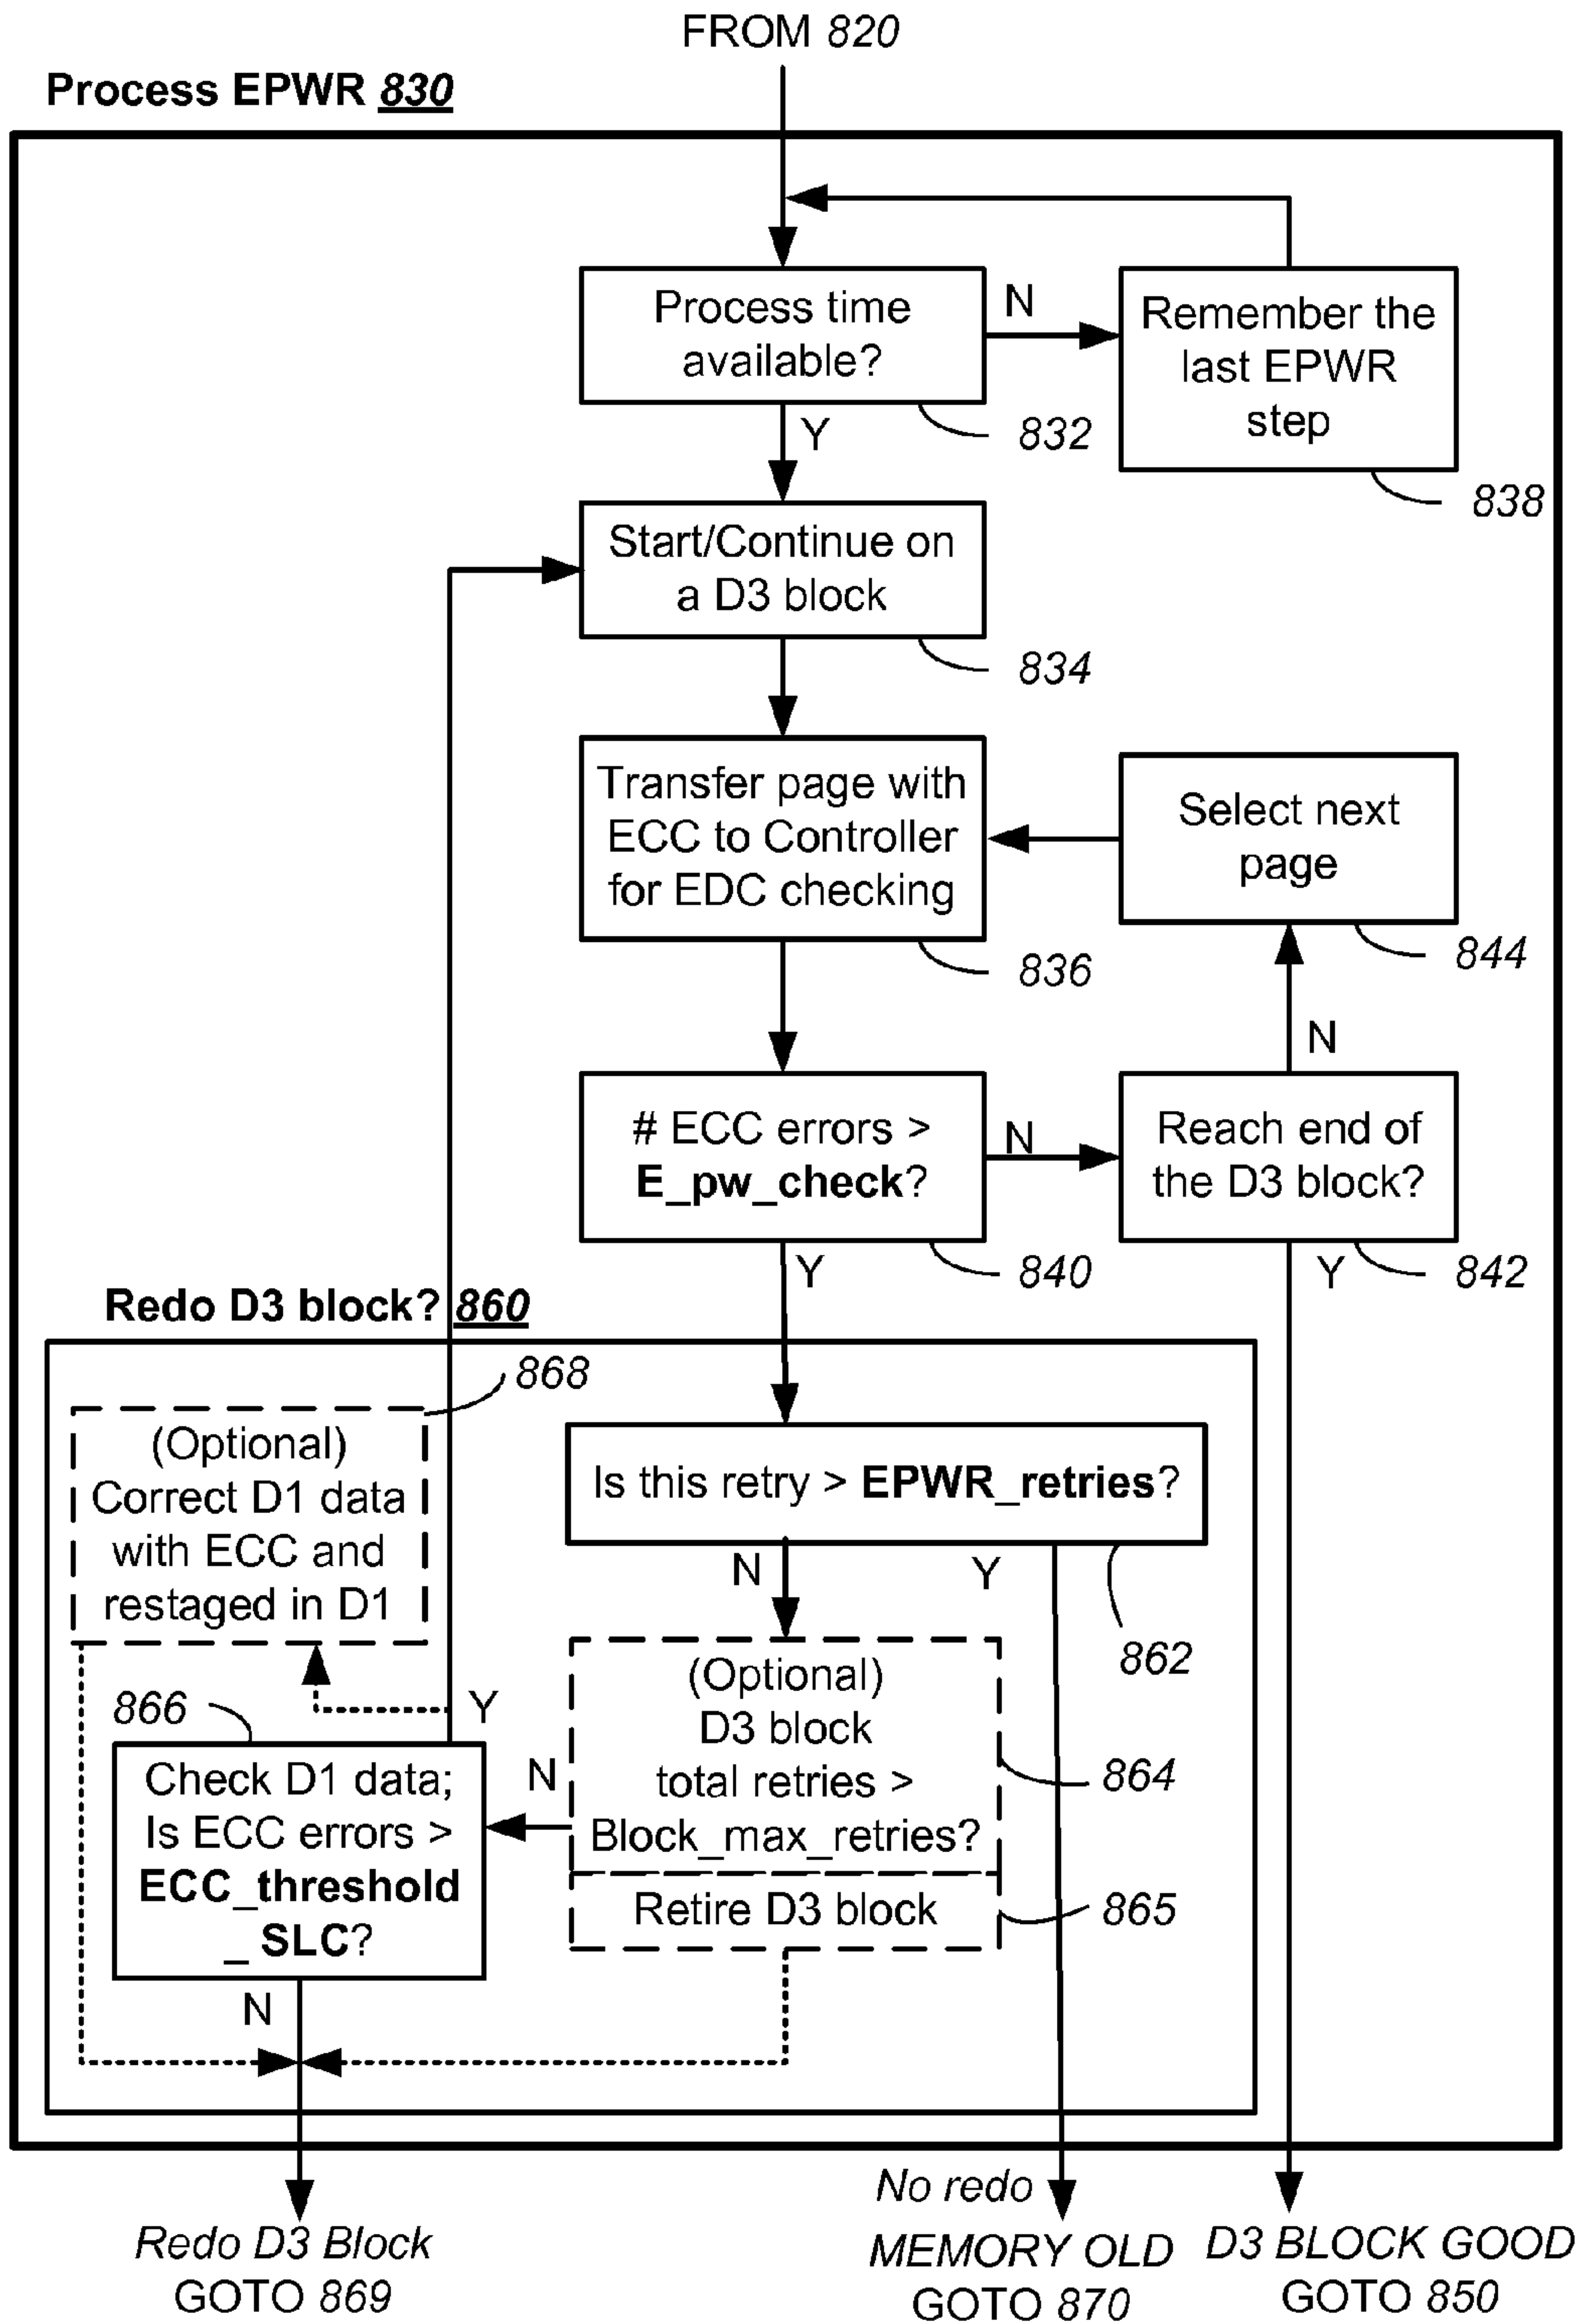 FROM 820
Process EPWR 830
Process time
available?
N
Remember the
last EPWR
step
Y
832
838
Start/Continue on
a D3 block
834
Transfer page with
ECC to Controller
for EDC checking
Select next
page
836
844
N
# ECC errors >
E_pw_check?
N
Reach end of
the D3 block?
Y
840
Y
842
Redo D3 block? 860
868
(Optional)
Correct D1 data
with ECC and
restaged in D1
Is this retry > EPWR_retries?
N
Y
862
(Optional)
D3 block
total retries >
Block_max_retries?
864
866
Y
Check D1 data;
Is ECC errors >
ECC_threshold
_ SLC?
N
Retire D3 block
865
N
No redo
Redo D3 Block
GOTO 869
MEMORY OLD
GOTO 870
D3 BLOCK GOOD
GOTO 850